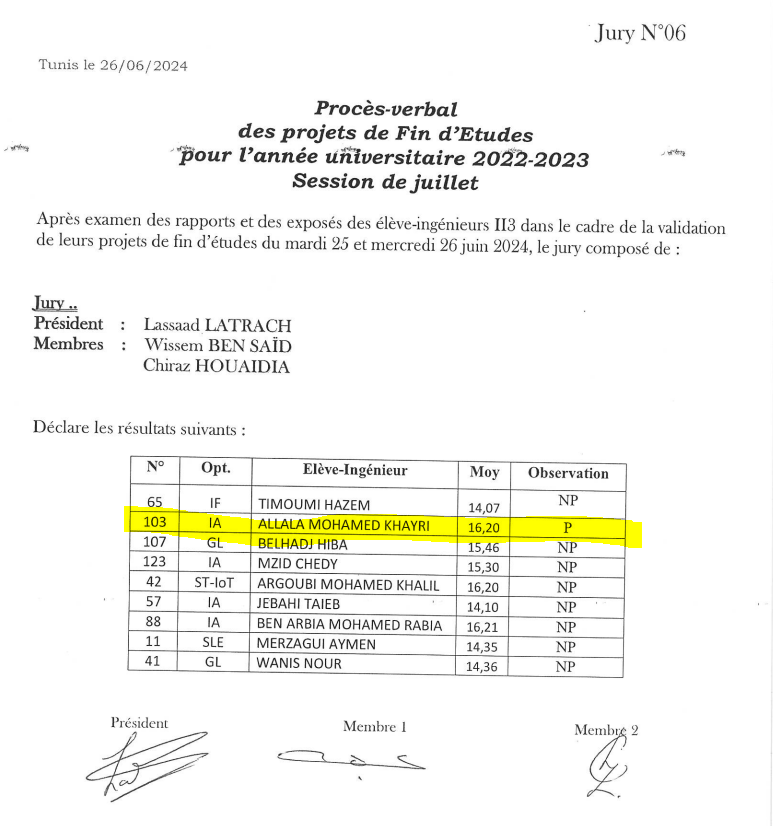 Jury N°06
Tunis le 26/06/2024
Procès-verbal
des projets de Fin d'Etudes
pour l'année universitaire 2022-2023
Session de juillet
Après examen des rapports et des exposés des élève-ingénieurs II3 dans le cadre de la validation
de leurs projets de fin d'études du mardi 25 et mercredi 26 juin 2024, le jury composé de :
Jury ..
Président : Lassaad LATRACH
Membres : Wissem BEN SAÏD
Chiraz HOUAIDIA
Déclare les résultats suivants :
N° Opt. Elève-Ingénieur Moy Observation
65 IF TIMOUMI HAZEM 14,07 NP
103 IA ALLALA MOHAMED KHAYRI 16,20 P
107 GL BELHADJ HIBA 15,46 NP
123 IA MZID CHEDY 15,30 NP
42 ST-IoT ARGOUBI MOHAMED KHALIL 16,20 NP
57 IA JEBAHI TAIEB 14,10 NP
88 IA BEN ARBIA MOHAMED RABIA 16,21 NP
11 SLE MERZAGUI AYMEN 14,35 NP
41 GL WANIS NOUR 14,36 NP
Président Membre 1 Membre 2